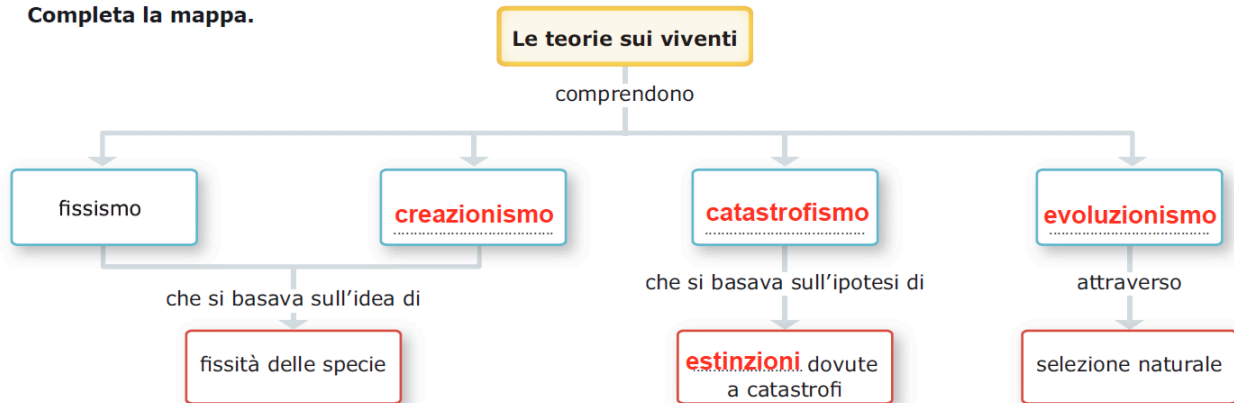 Completa la mappa.
Le teorie sui viventi
comprendono
fissismo
creazionismo
catastrofismo
evoluzionismo
che si basava sull'idea di
che si basava sull'ipotesi di
attraverso
fissità delle specie
estinzioni dovute
a catastrofi
selezione naturale